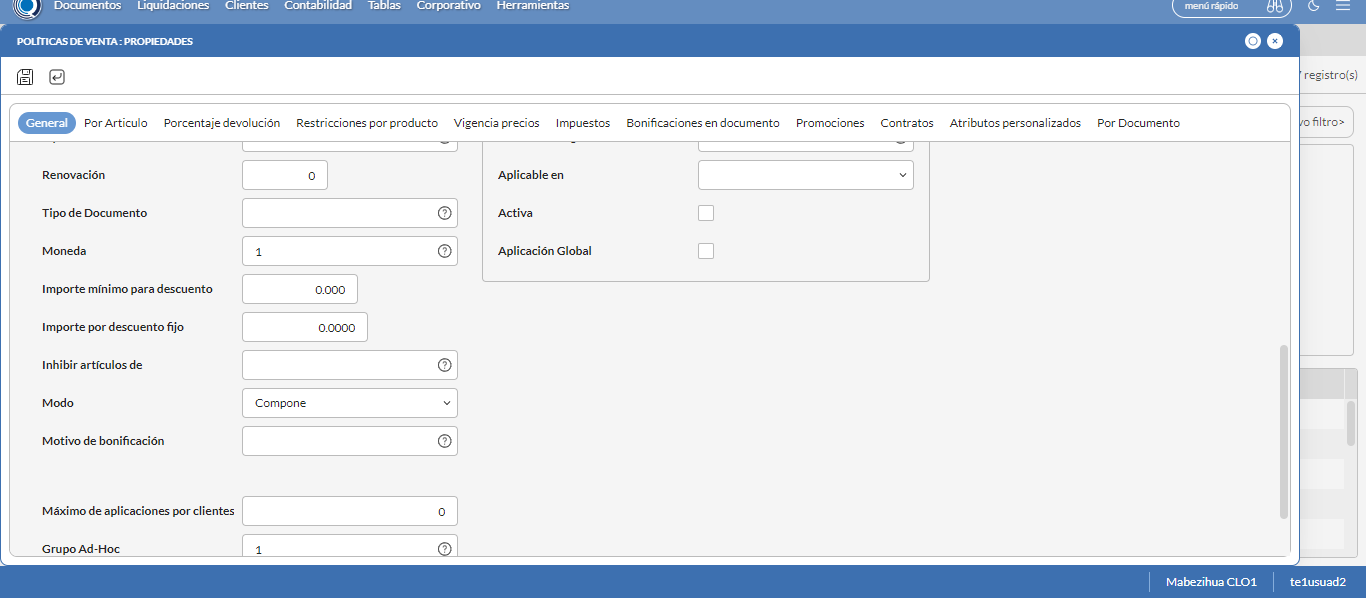 Documentos Liquidaciones Clientes Contabilidad Tablas Corporativo Herramientas menú rápido
POLÍTICAS DE VENTA : PROPIEDADES
registro(s)
General Por Articulo Porcentaje devolución Restricciones por producto Vigencia precios Impuestos Bonificaciones en documento Promociones Contratos Atributos personalizados Por Documento
vo filtro>
Renovación 0 Aplicable en
Tipo de Documento Activa
Moneda 1 Aplicación Global
Importe mínimo para descuento 0.000
Importe por descuento fijo 0.0000
Inhibir artículos de
Modo Compone
Motivo de bonificación
Máximo de aplicaciones por clientes 0
Grupo Ad-Hoc 1
Mabezihua CLO1 te1usuad2